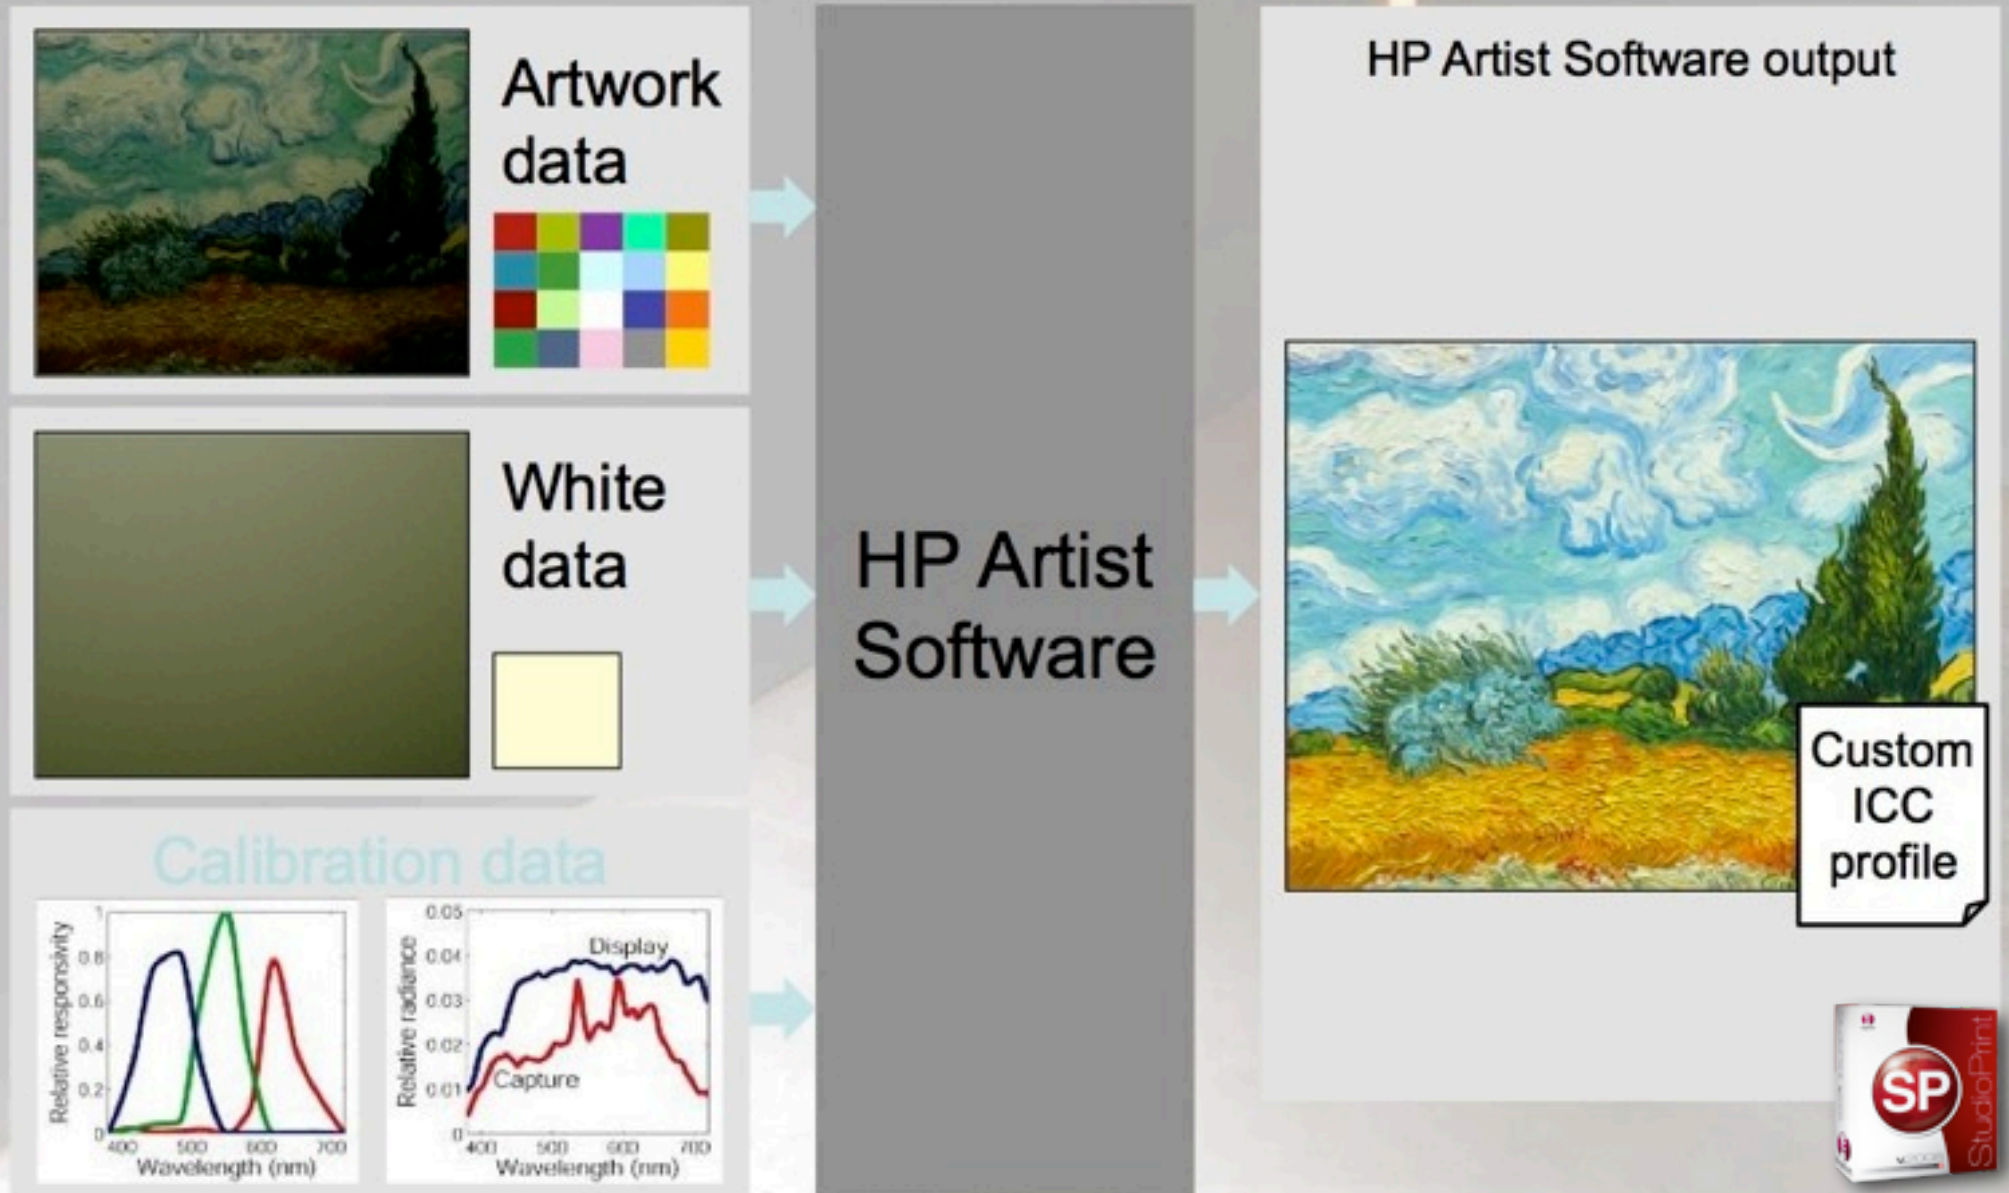 Artwork
data
White
data
Calibration data
Relative responsivity
1
0.8
0.6
0.4
0.2
0
400 500 600 700
Wavelength (nm)
Relative radiance
0.05
0.04
0.03
0.02
0.01
0
Display
Capture
400 500 600 700
Wavelength (nm)
HP Artist
Software
HP Artist Software output
Custom
ICC
profile
SP
StudioPrint